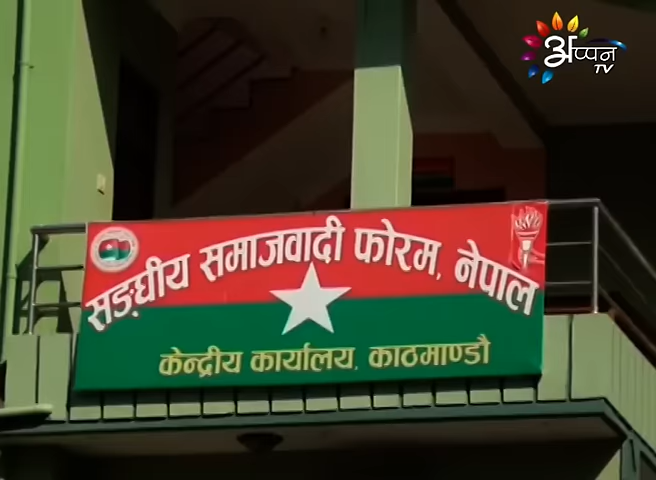 अप्पन
TV
सङ्घीय समाजवादी फोरम, नेपाल
केन्द्रीय कार्यालय, काठमाण्डौ